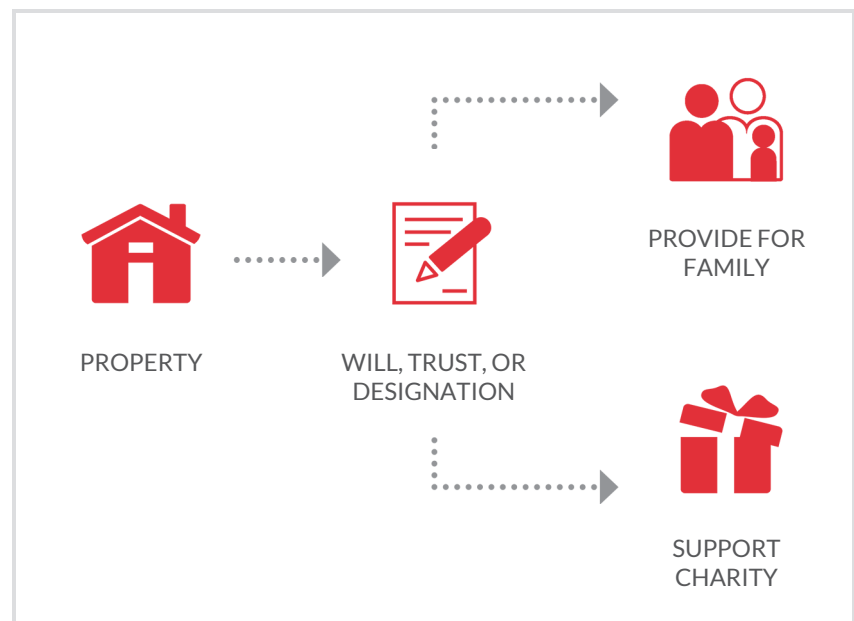 PROVIDE FOR
FAMILY
PROPERTY
WILL, TRUST, OR
DESIGNATION
SUPPORT
CHARITY